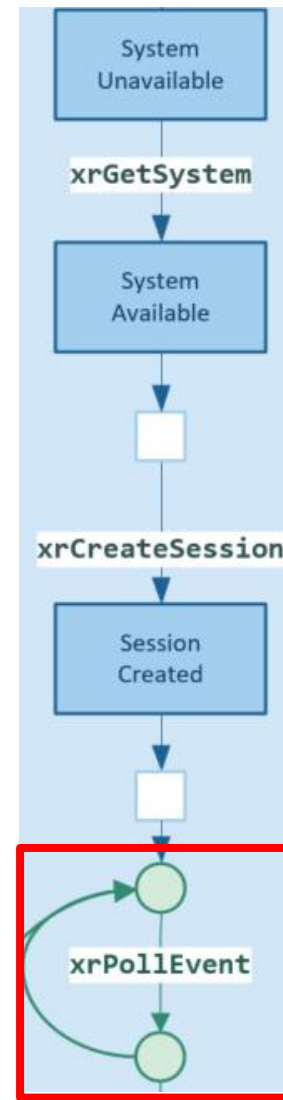 System
Unavailable
xrGetSystem
System
Available
xrCreateSession
Session
Created
xrPollEvent